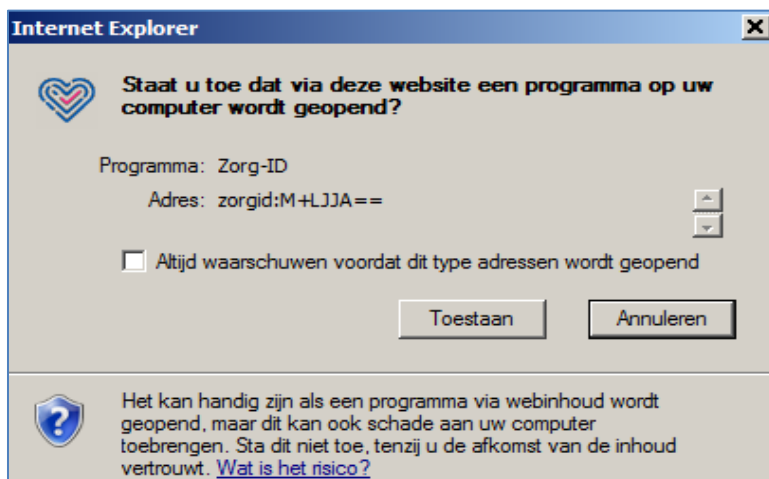 Internet Explorer
Staat u toe dat via deze website een programma op uw
computer wordt geopend?
Programma: Zorg-ID
Adres: zorgid:M+LJJA==
Altijd waarschuwen voordat dit type adressen wordt geopend
Toestaan Annuleren
Het kan handig zijn als een programma via webinhoud wordt
geopend, maar dit kan ook schade aan uw computer
toebrengen. Sta dit niet toe, tenzij u de afkomst van de inhoud
vertrouwt. Wat is het risico?